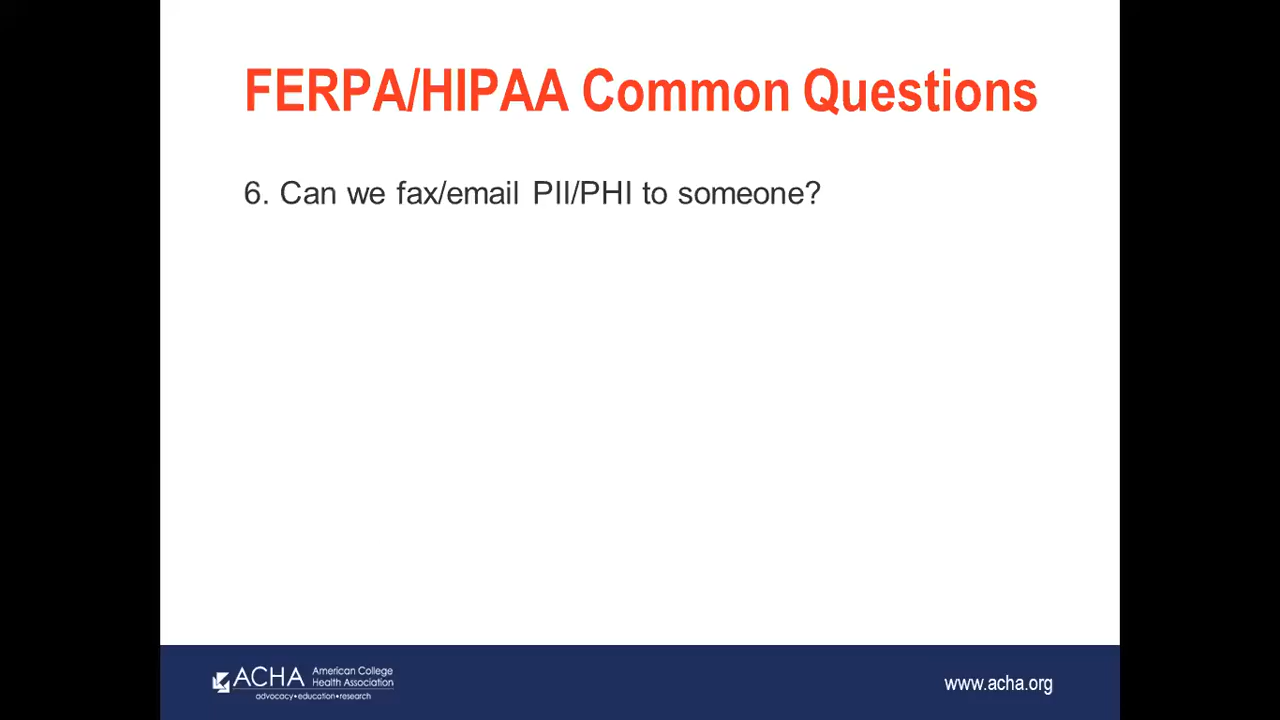 FERPA/HIPAA Common Questions
6. Can we fax/email PII/PHI to someone?
ACHA
American College
Health Association
advocacy•education•research
www.acha.org